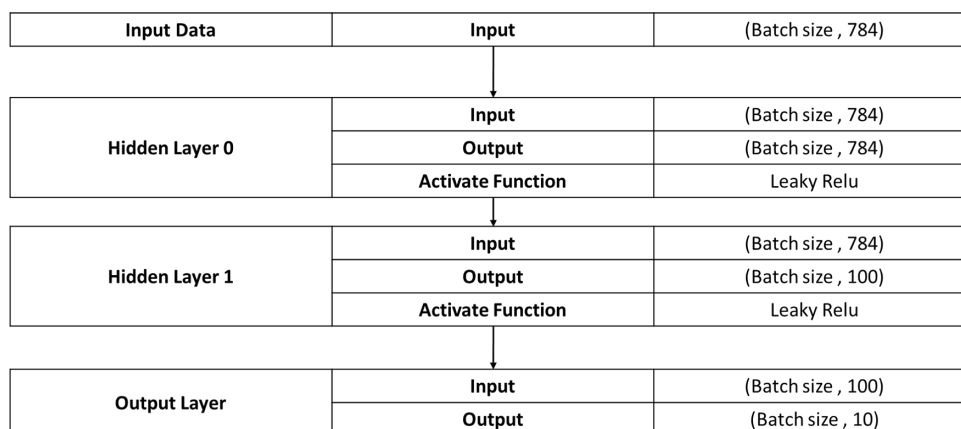 Input Data Input (Batch size , 784)
Hidden Layer 0 Input (Batch size , 784)
Output (Batch size , 784)
Activate Function Leaky Relu
Hidden Layer 1 Input (Batch size , 784)
Output (Batch size , 100)
Activate Function Leaky Relu
Output Layer Input (Batch size , 100)
Output (Batch size , 10)